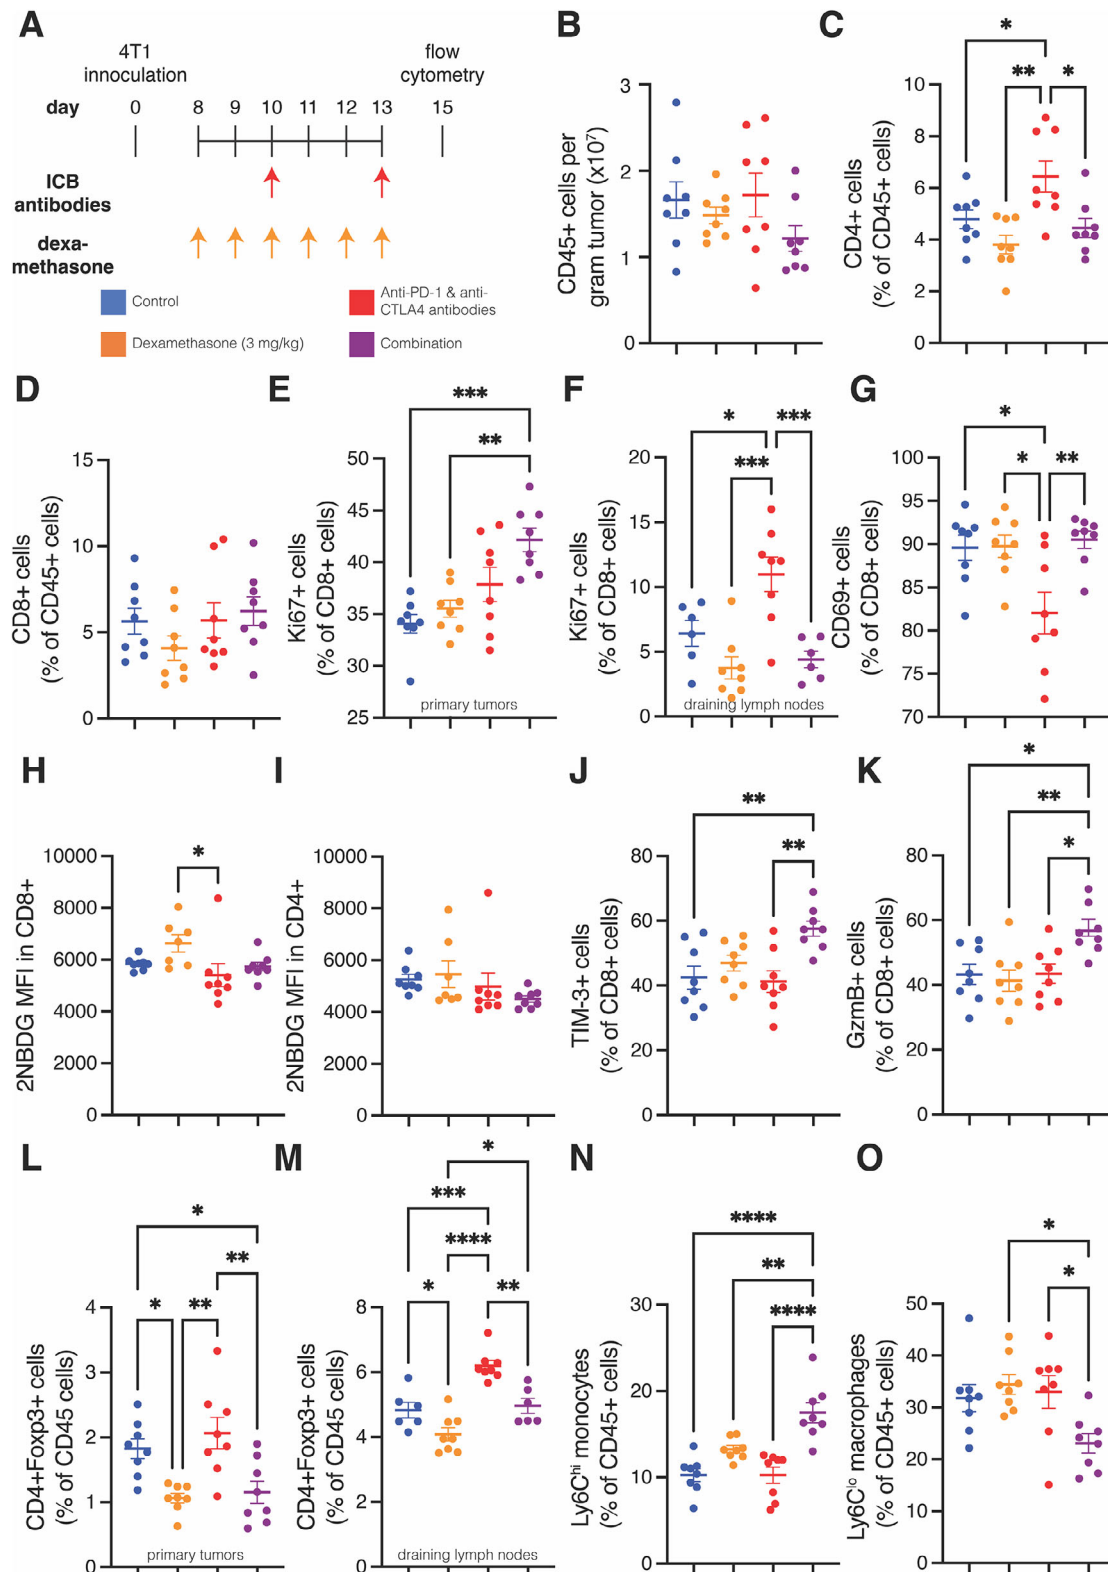 A
4T1
innoculation
flow
cytometry
day
0
8
9
10
11
12
13
15
ICB
antibodies
dexa-
methasone
Control
Anti-PD-1 & anti-
CTLA4 antibodies
Dexamethasone (3 mg/kg)
Combination
B
CD45+ cells per
gram tumor (x10⁷)
3
2
1
0
C
*
** *
CD4+ cells
(% of CD45+ cells)
10
8
6
4
2
0
D
CD8+ cells
(% of CD45+ cells)
15
10
5
0
E
***
**
Ki67+ cells
(% of CD8+ cells)
50
45
40
35
30
25
primary tumors
F
* ***
***
Ki67+ cells
(% of CD8+ cells)
20
15
10
5
0
draining lymph nodes
G
*
* **
CD69+ cells
(% of CD8+ cells)
100
95
90
85
80
75
70
H
*
2NBDG MFI in CD8+
10000
8000
6000
4000
2000
0
I
2NBDG MFI in CD4+
10000
8000
6000
4000
2000
0
J
**
**
TIM-3+ cells
(% of CD8+ cells)
80
60
40
20
0
K
*
**
*
GzmB+ cells
(% of CD8+ cells)
80
60
40
20
0
L
*
**
* **
CD4+Foxp3+ cells
(% of CD45 cells)
4
3
2
1
0
primary tumors
M
*
***
****
* **
CD4+Foxp3+ cells
(% of CD45 cells)
8
6
4
2
0
draining lymph nodes
N
****
**
****
Ly6Cʰⁱ monocytes
(% of CD45+ cells)
30
20
10
0
O
*
*
Ly6Cˡᵒ macrophages
(% of CD45+ cells)
50
40
30
20
10
0